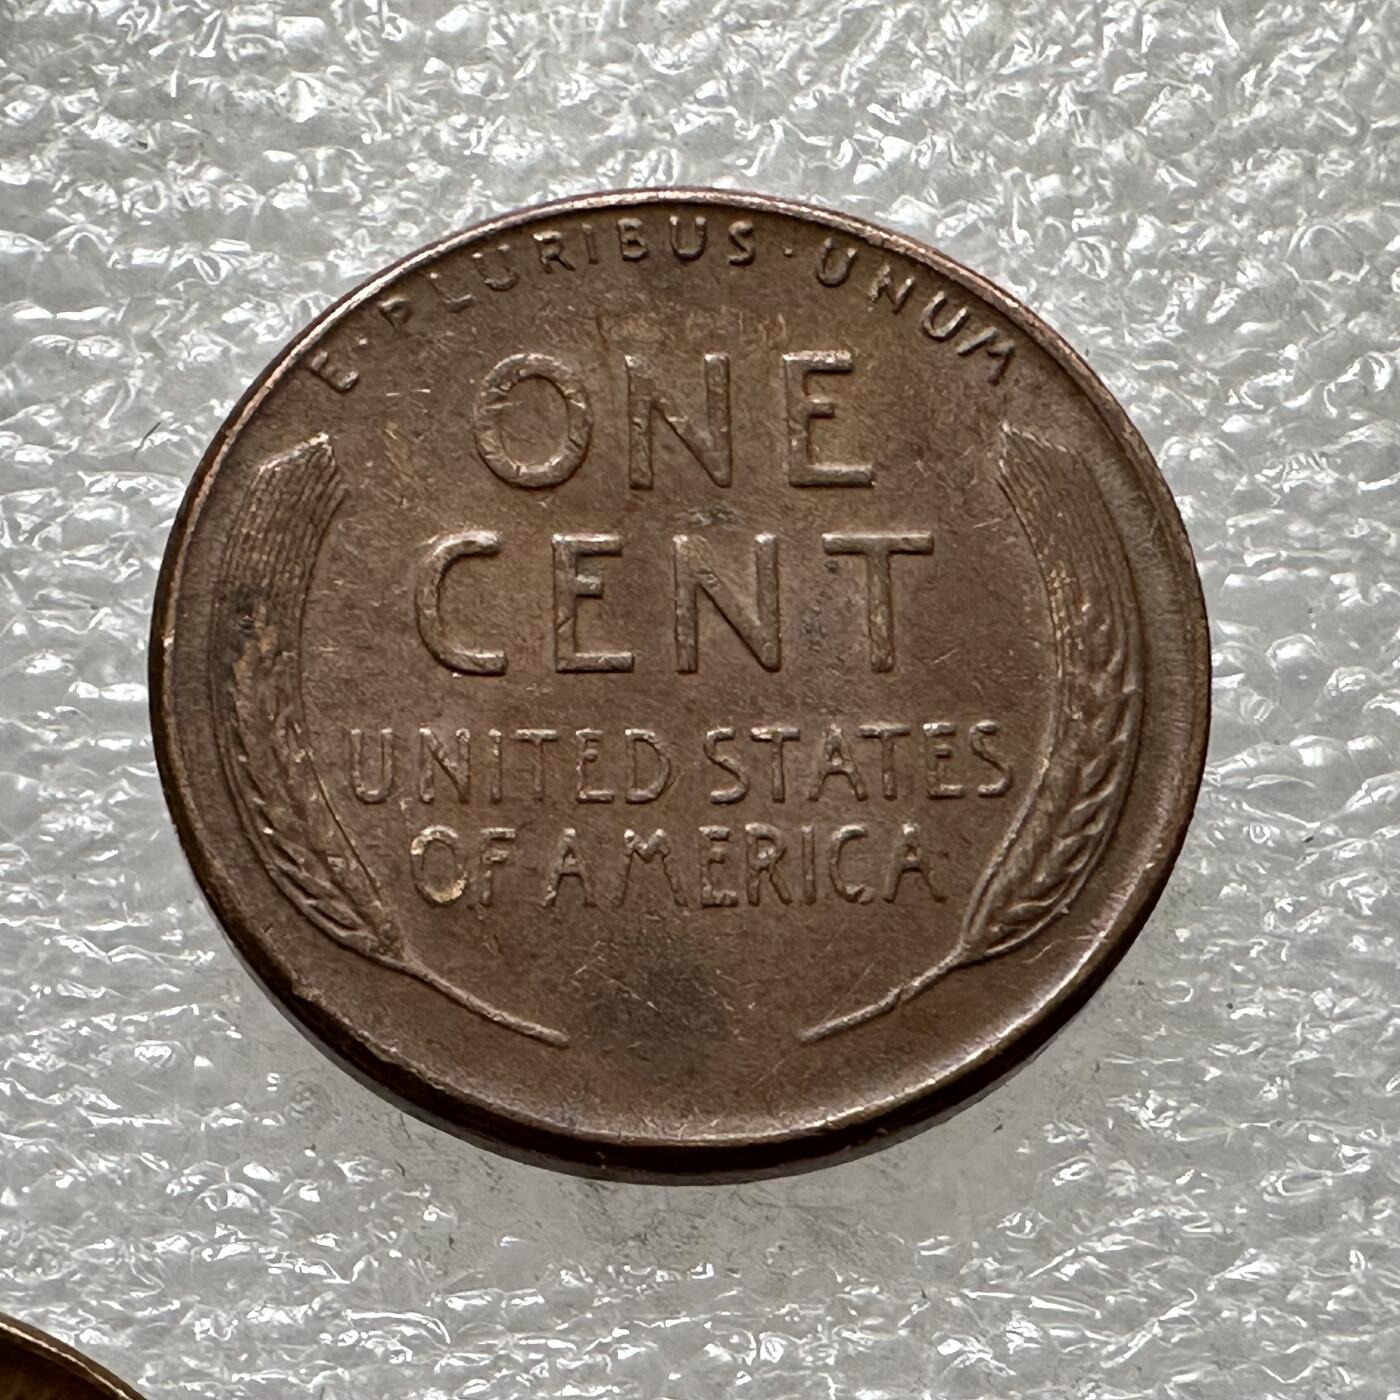 E·PLURIBUS·UNUM
ONE
CENT
UNITED STATES
OF AMERICA